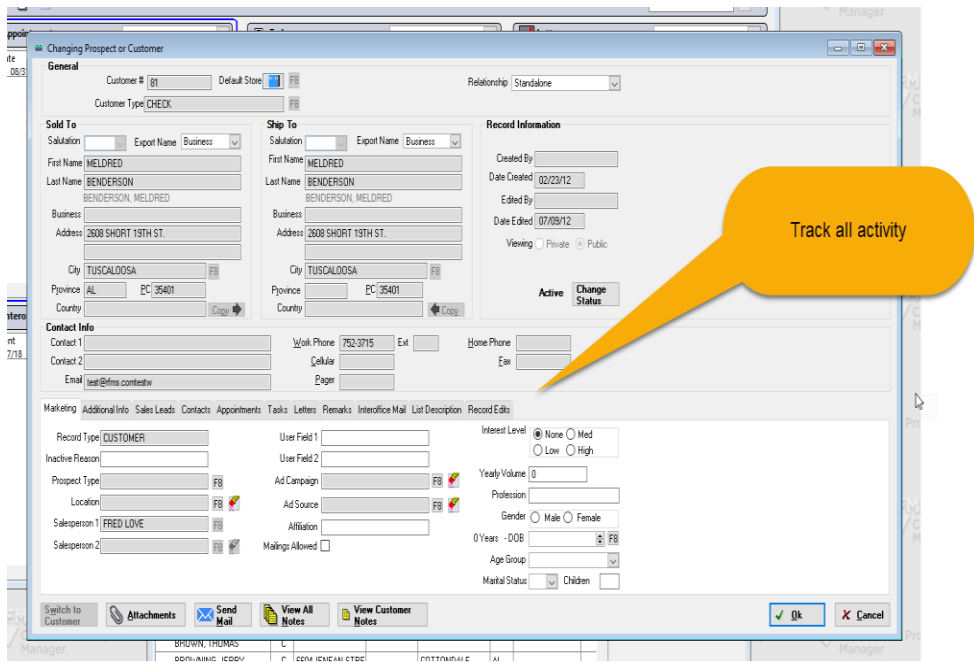 Manager
Changing Prospect or Customer
General
Customer # 81 Default Store F8 Relationship Standalone
Customer Type CHECK F8
Sold To Ship To Record Information
Salutation Export Name Business Salutation Export Name Business
First Name MELDRED First Name MELDRED Created By
Last Name BENDERSON Last Name BENDERSON Date Created 02/23/12
BENDERSON, MELDRED BENDERSON, MELDRED Edited By
Business Business Date Edited 07/09/12
Address 2608 SHORT 19TH ST. Address 2608 SHORT 19TH ST.
Viewing Private Public
Track all activity
City TUSCALOOSA F8 City TUSCALOOSA F8
Province AL PC 35401 Province PC 35401 Active Change Status
Country Copy Country Copy
Contact Info
Contact 1 Work Phone 752-3715 Ext Home Phone
Contact 2 Cellular Fax
Email test@rfms.comtestw Pager
Marketing Additional Info Sales Leads Contacts Appointments Tasks Letters Remarks Interoffice Mail List Description Record Edits
Record Type CUSTOMER User Field 1 Interest Level None Med
Low High
Inactive Reason User Field 2
Prospect Type F8 Ad Campaign F8 Yearly Volume 0
Location F8 Ad Source F8 Profession
Salesperson 1 FRED LOVE F8 Affiliation Gender Male Female
Salesperson 2 F8 Mailings Allowed 0 Years - DOB F8
Age Group
Marital Status Children
Switch to Customer Attachments Send Mail View All Notes View Customer Notes Ok Cancel
BROWN, THOMAS C
Manager